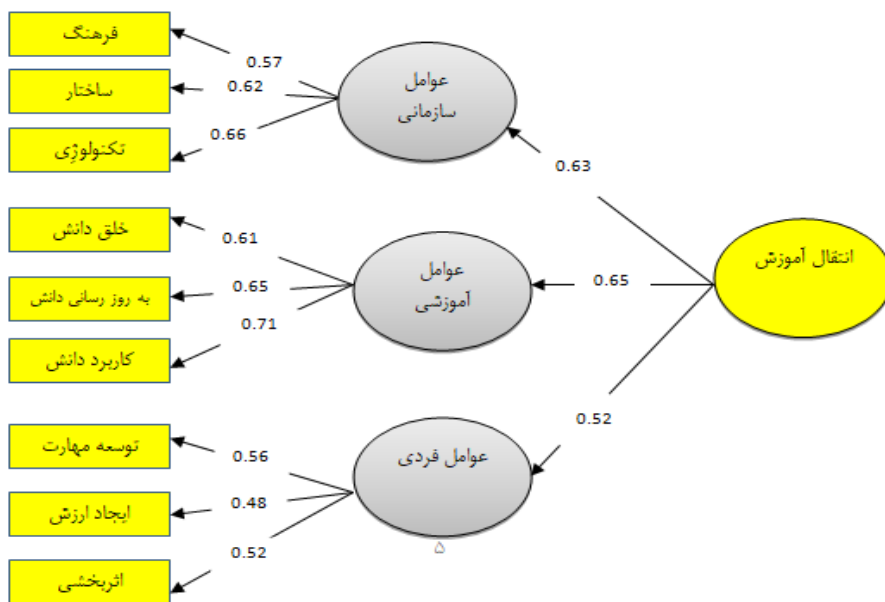 انتقال آموزش
0.63
0.65
0.52
عوامل
سازمانی
0.57
0.62
0.66
فرهنگ
ساختار
تکنولوژِی
عوامل
آموزشی
0.61
0.65
0.71
خلق دانش
به روز رسانی دانش
کاربرد دانش
عوامل فردی
0.56
0.48
0.52
توسعه مهارت
ایجاد ارزش
اثربخشی
۵